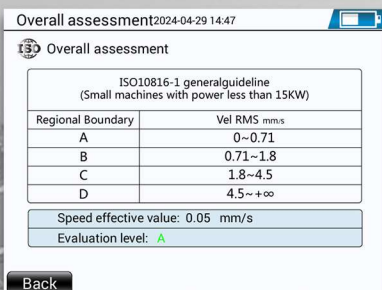 Overall assessment2024-04-29 14:47
ISO Overall assessment
ISO10816-1 generalguideline
(Small machines with power less than 15KW)
Regional Boundary Vel RMS mm/s
A 0~0.71
B 0.71~1.8
C 1.8~4.5
D 4.5~+∞
Speed effective value: 0.05 mm/s
Evaluation level: A
Back